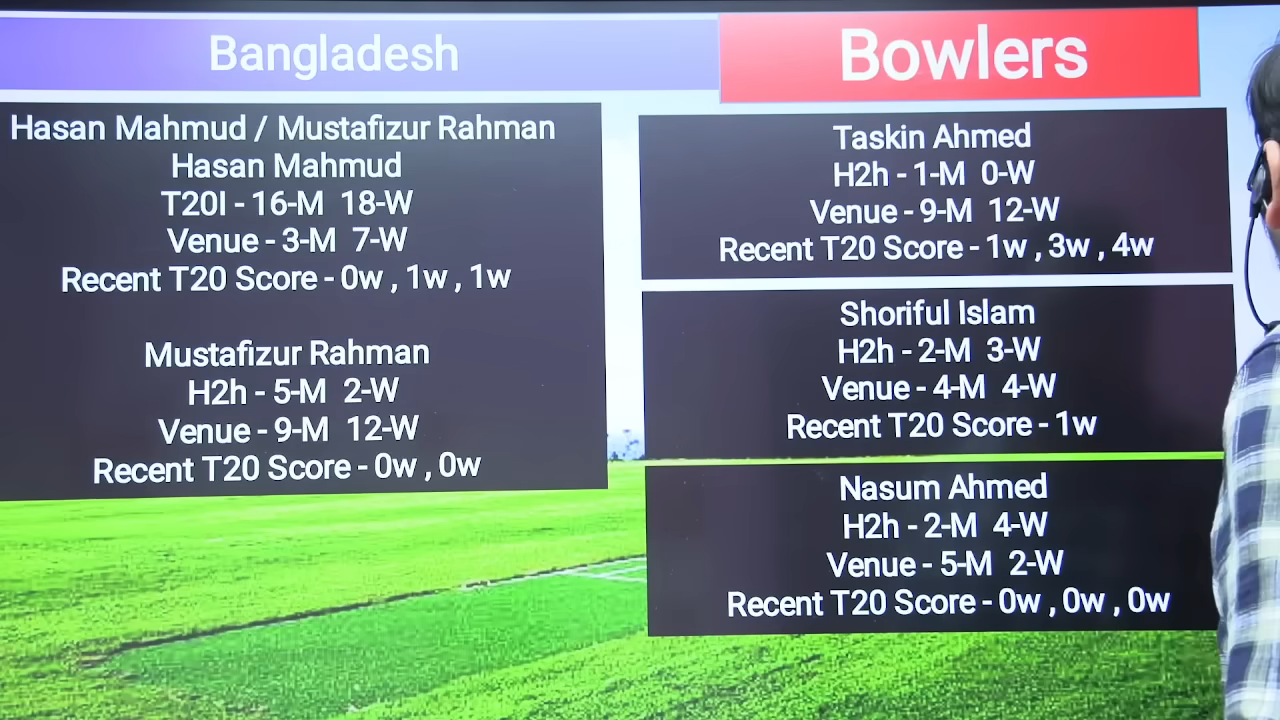 Bangladesh
Bowlers
Hasan Mahmud / Mustafizur Rahman
Hasan Mahmud
T20I - 16-M 18-W
Venue - 3-M 7-W
Recent T20 Score - 0w , 1w , 1w
Mustafizur Rahman
H2h - 5-M 2-W
Venue - 9-M 12-W
Recent T20 Score - 0w , 0w
Taskin Ahmed
H2h - 1-M 0-W
Venue - 9-M 12-W
Recent T20 Score - 1w , 3w , 4w
Shoriful Islam
H2h - 2-M 3-W
Venue - 4-M 4-W
Recent T20 Score - 1w
Nasum Ahmed
H2h - 2-M 4-W
Venue - 5-M 2-W
Recent T20 Score - 0w , 0w , 0w